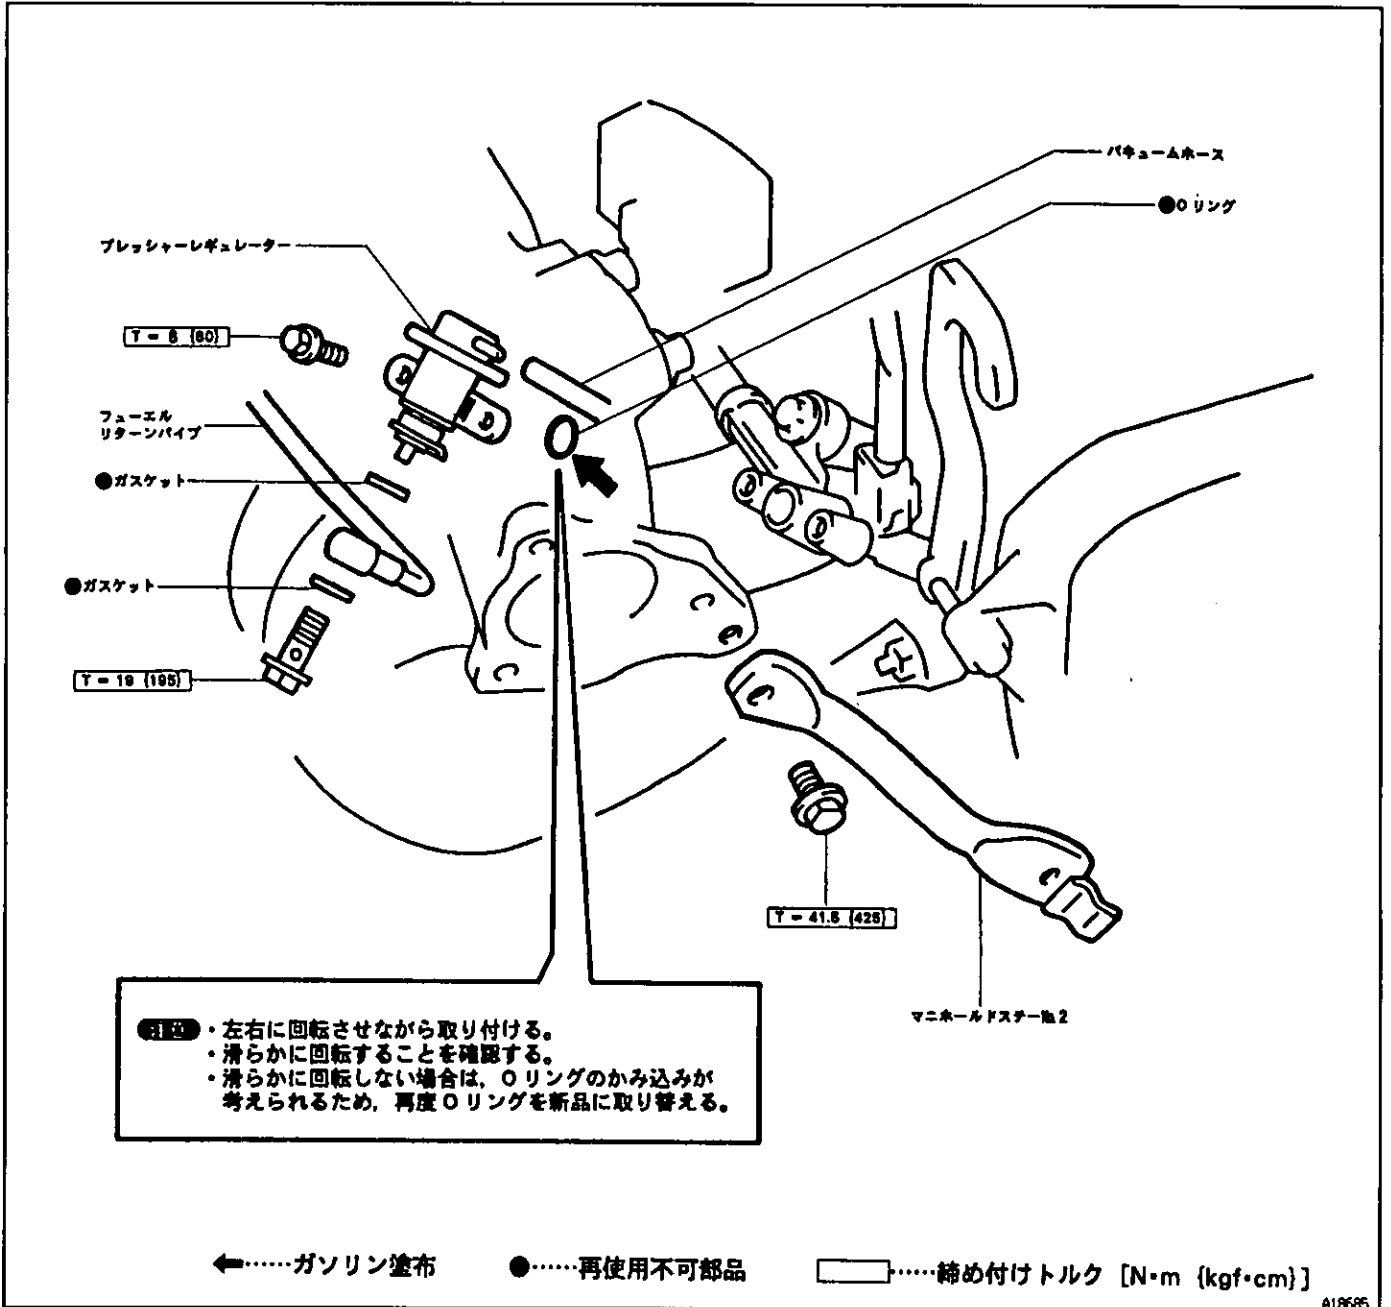 バキュームホース
●O リング
プレッシャーレギュレーター
T = 6 {60}
フューエル
リターンパイプ
●ガスケット
●ガスケット
T = 19 {195}
T = 41.5 {425}
マニホールドステー№2
注意 ・左右に回転させながら取り付ける。
・滑らかに回転することを確認する。
・滑らかに回転しない場合は, O リングのかみ込みが
考えられるため, 再度 O リングを新品に取り替える。
⬅……ガソリン塗布
●……再使用不可部品
……締め付けトルク [N・m {kgf・cm}]
A18685